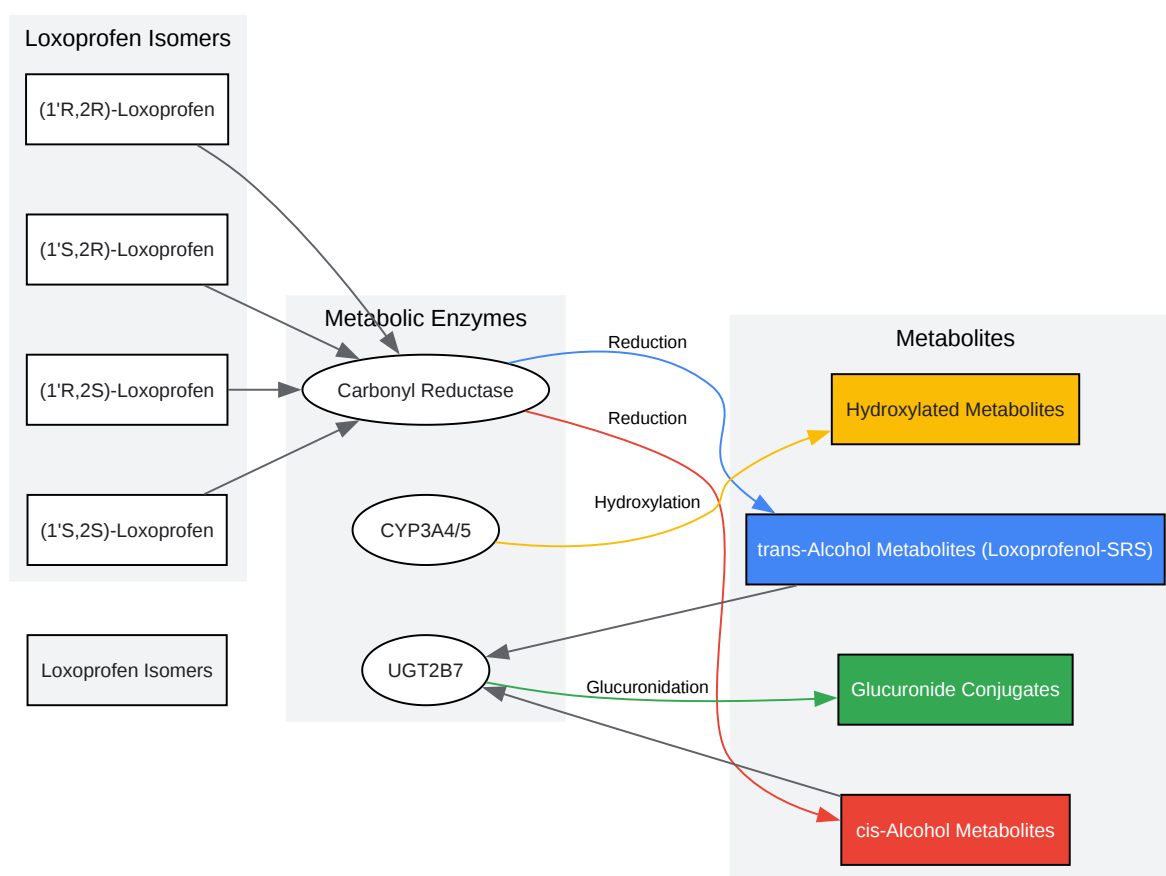 Loxoprofen Isomers
(1'R,2R)-Loxoprofen
(1'S,2R)-Loxoprofen
(1'R,2S)-Loxoprofen
(1'S,2S)-Loxoprofen
Loxoprofen Isomers
Metabolic Enzymes
Carbonyl Reductase
CYP3A4/5
UGT2B7
Reduction
Reduction
Hydroxylation
Glucuronidation
Metabolites
Hydroxylated Metabolites
trans-Alcohol Metabolites (Loxoprofenol-SRS)
Glucuronide Conjugates
cis-Alcohol Metabolites